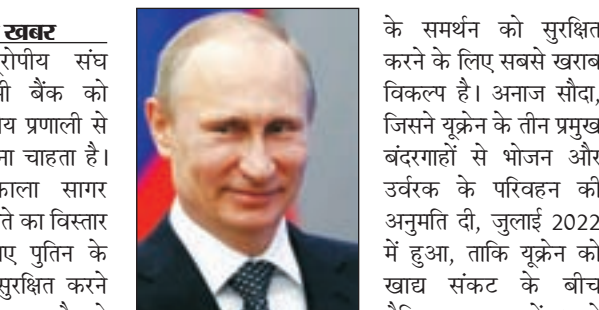 खबर
रोपीय संघ
सी बैंक को
य प्रणाली से
ना चाहता है।
काला सागर
ते का विस्तार
ए पुतिन के
सुरक्षित करने
के समर्थन को सुरक्षित
करने के लिए सबसे खराब
विकल्प है। अनाज सौदा,
जिसने यूक्रेन के तीन प्रमुख
बंदरगाहों से भोजन और
उर्वरक के परिवहन की
अनुमति दी, जुलाई 2022
में हुआ, ताकि यूक्रेन को
खाद्य संकट के बीच